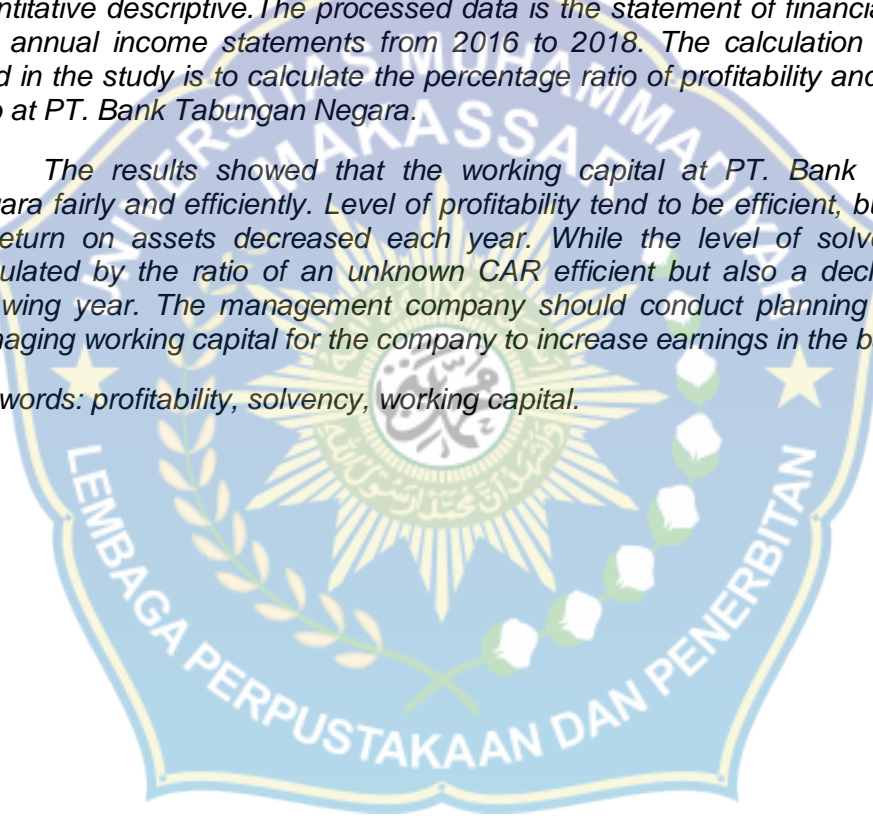 ntitative descriptive.The processed data is the statement of financia
annual income statements from 2016 to 2018. The calculation
d in the study is to calculate the percentage ratio of profitability and
o at PT. Bank Tabungan Negara.
The results showed that the working capital at PT. Bank
ara fairly and efficiently. Level of profitability tend to be efficient, bu
eturn on assets decreased each year. While the level of solve
ulated by the ratio of an unknown CAR efficient but also a decl
wing year. The management company should conduct planning
naging working capital for the company to increase earnings in the b
words: profitability, solvency, working capital.
NIVERSITAS MUHAMMADIYAH
MAKASSAR
LEMBAGA PERPUSTAKAAN DAN PENERBITAN